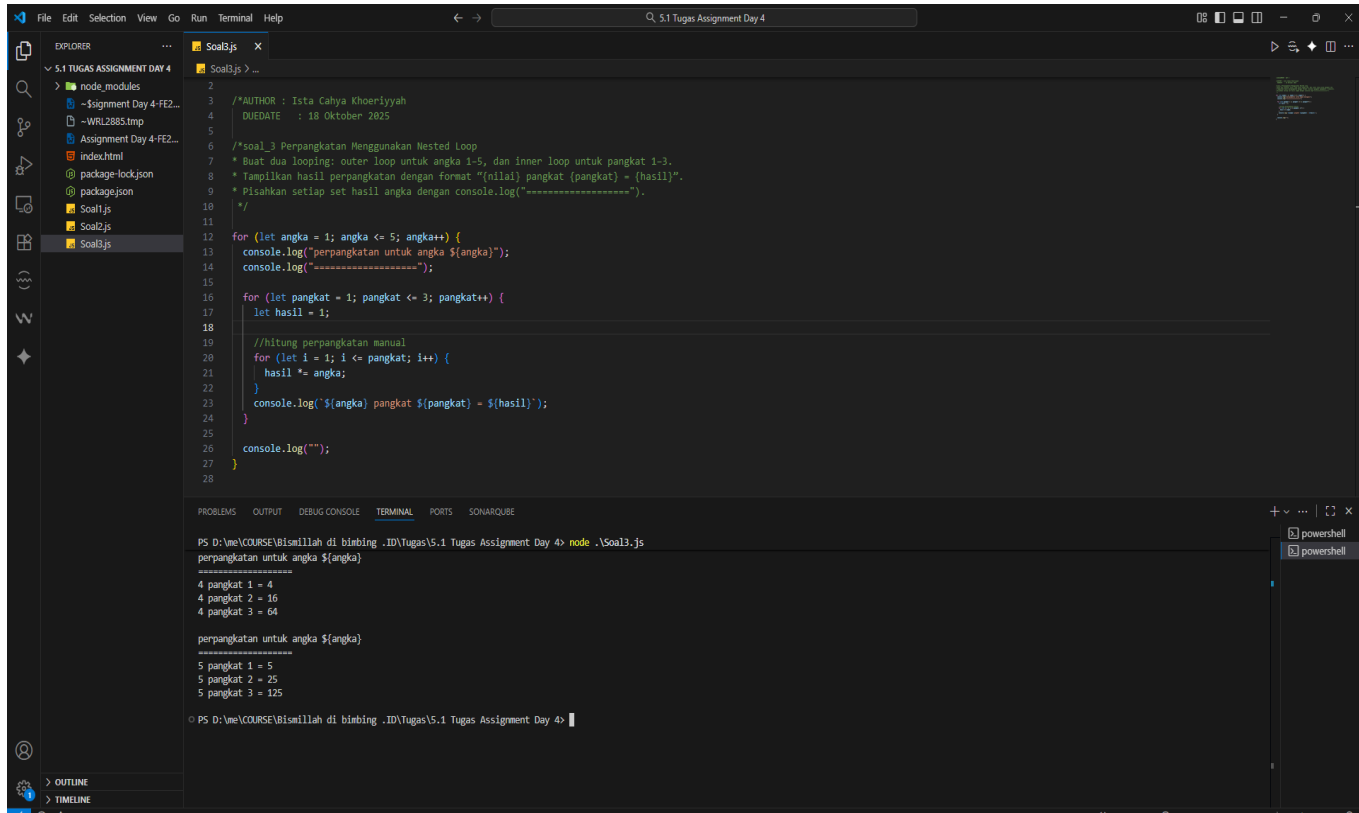 File Edit Selection View Go Run Terminal Help
5.1 Tugas Assignment Day 4
EXPLORER
5.1 TUGAS ASSIGNMENT DAY 4
node_modules
~$signment Day 4-FE2...
~WRL2885.tmp
Assignment Day 4-FE2...
index.html
package-lock.json
package.json
Soal1.js
Soal2.js
Soal3.js
OUTLINE
TIMELINE
1
Soal3.js
Soal3.js > ...
2
3 /*AUTHOR : Ista Cahya Khoeriyyah
4 DUEDATE : 18 Oktober 2025
5
6 /*soal_3 Perpangkatan Menggunakan Nested Loop
7 * Buat dua looping: outer loop untuk angka 1–5, dan inner loop untuk pangkat 1–3.
8 * Tampilkan hasil perpangkatan dengan format “{nilai} pangkat {pangkat} = {hasil}”.
9 * Pisahkan setiap set hasil angka dengan console.log("===================").
10 */
11
12 for (let angka = 1; angka <= 5; angka++) {
13 console.log("perpangkatan untuk angka ${angka}");
14 console.log("===================");
15
16 for (let pangkat = 1; pangkat <= 3; pangkat++) {
17 let hasil = 1;
18
19 //hitung perpangkatan manual
20 for (let i = 1; i <= pangkat; i++) {
21 hasil *= angka;
22 }
23 console.log(`${angka} pangkat ${pangkat} = ${hasil}`);
24 }
25
26 console.log("");
27 }
28
PROBLEMS OUTPUT DEBUG CONSOLE TERMINAL PORTS SONARQUBE
PS D:\me\COURSE\Bismillah di bimbing .ID\Tugas\5.1 Tugas Assignment Day 4> node .\Soal3.js
perpangkatan untuk angka ${angka}
===================
4 pangkat 1 = 4
4 pangkat 2 = 16
4 pangkat 3 = 64
perpangkatan untuk angka ${angka}
===================
5 pangkat 1 = 5
5 pangkat 2 = 25
5 pangkat 3 = 125
PS D:\me\COURSE\Bismillah di bimbing .ID\Tugas\5.1 Tugas Assignment Day 4>
powershell
powershell